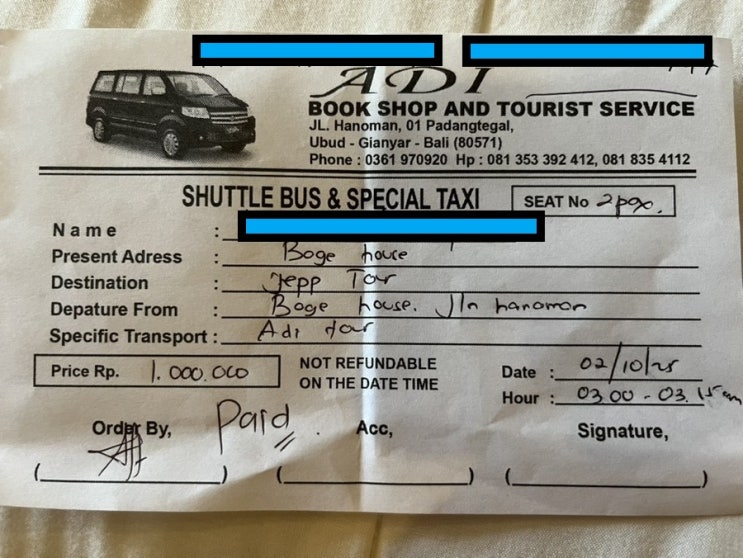 ADI
BOOK SHOP AND TOURIST SERVICE
JL. Hanoman, 01 Padangtegal,
Ubud - Gianyar - Bali (80571)
Phone : 0361 970920 Hp : 081 353 392 412, 081 835 4112
SHUTTLE BUS & SPECIAL TAXI SEAT No 2 pax.
Name :
Present Adress : Boge house
Destination : Jepp Tour
Depature From : Boge house. Jln hanoman
Specific Transport : Adi tour
Price Rp. 1.000.000 NOT REFUNDABLE ON THE DATE TIME
Date : 02/10/25
Hour : 03.00 - 03.15 am
Order By, Paid. Acc, Signature,
(                ) (                ) (                )